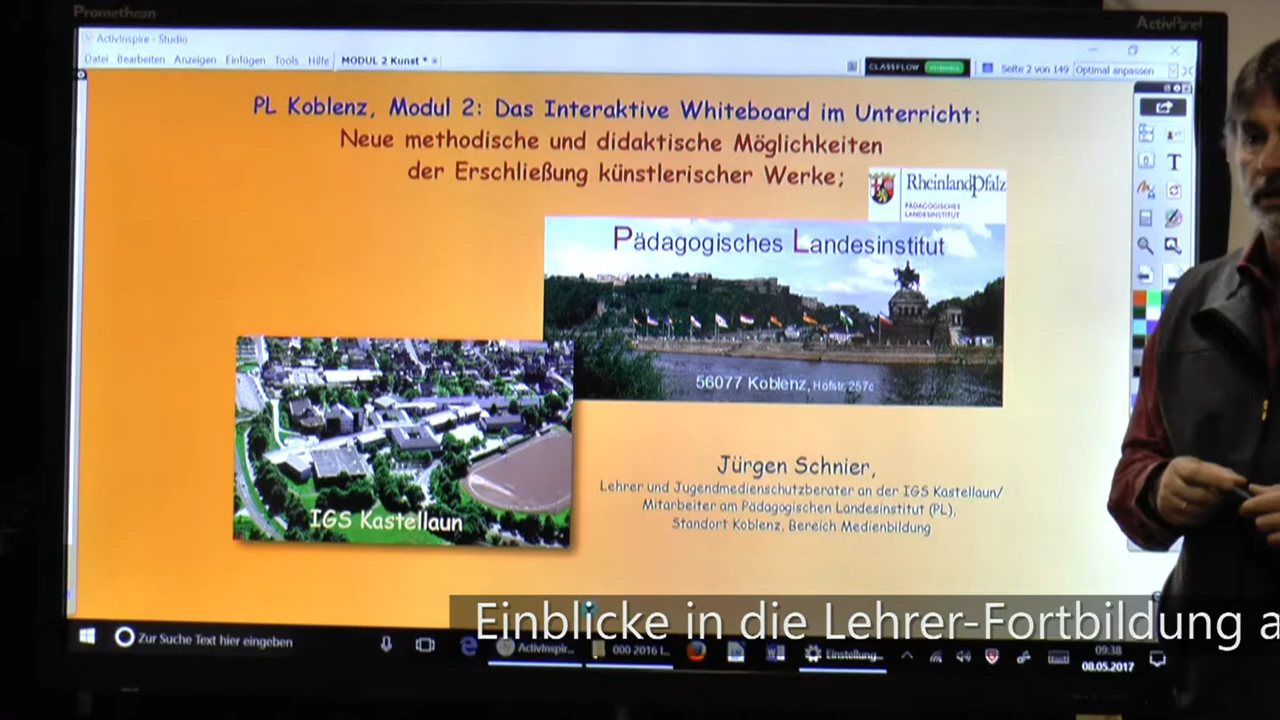 Promethean
ActivPanel
ActivInspire - Studio
Datei Bearbeiten Anzeigen Einfügen Tools Hilfe MODUL 2 Kunst *
CLASSFLOW
Seite 2 von 149 Optimal anpassen
PL Koblenz, Modul 2: Das Interaktive Whiteboard im Unterricht:
Neue methodische und didaktische Möglichkeiten
der Erschließung künstlerischer Werke;
RheinlandPfalz
PÄDAGOGISCHES
LANDESINSTITUT
Pädagogisches Landesinstitut
56077 Koblenz, Hofstr. 257c
IGS Kastellaun
Jürgen Schnier,
Lehrer und Jugendmedienschutzberater an der IGS Kastellaun/
Mitarbeiter am Pädagogischen Landesinstitut (PL),
Standort Koblenz, Bereich Medienbildung
Einblicke in die Lehrer-Fortbildung a
Zur Suche Text hier eingeben
ActivInspir...
000 2016 I...
Einstellung...
09:38
08.05.2017